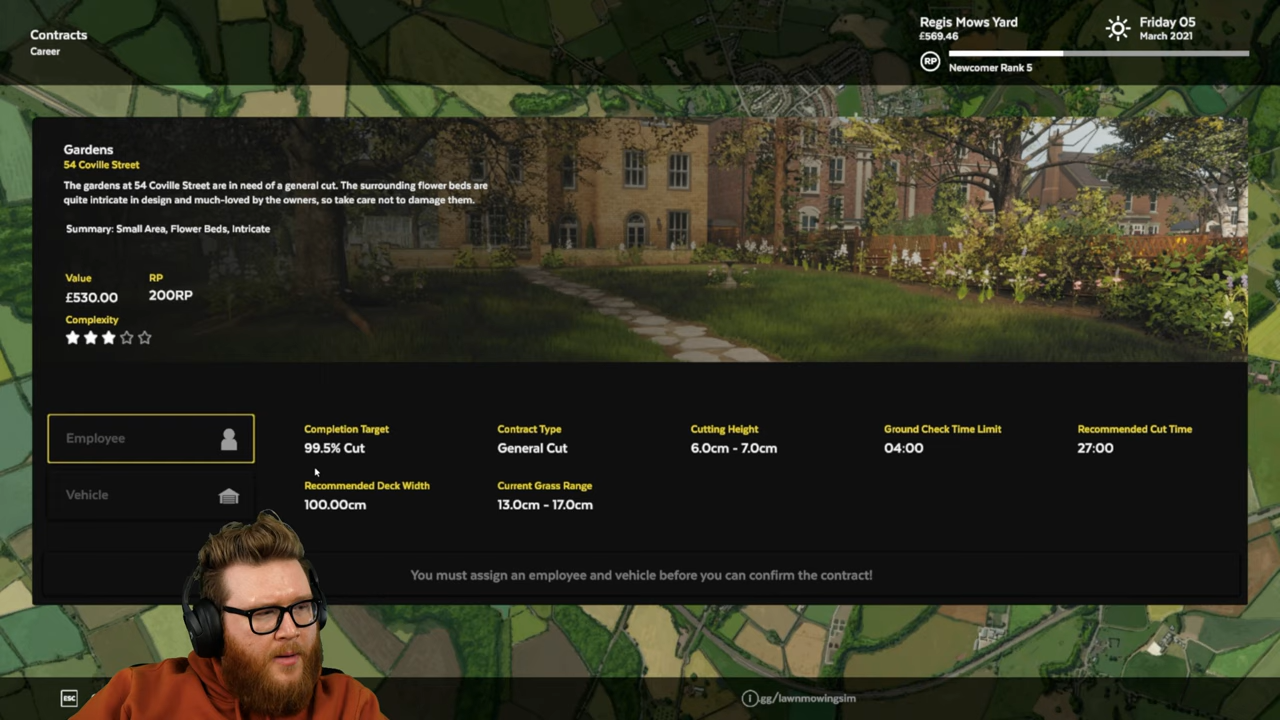 Contracts
Career
Regis Mows Yard
£569.46
Friday 05
March 2021
RP
Newcomer Rank 5
Gardens
54 Coville Street
The gardens at 54 Coville Street are in need of a general cut. The surrounding flower beds are
quite intricate in design and much-loved by the owners, so take care not to damage them.
Summary: Small Area, Flower Beds, Intricate
Value
RP
£530.00
200RP
Complexity
Employee
Vehicle
Completion Target
99.5% Cut
Contract Type
General Cut
Cutting Height
6.0cm - 7.0cm
Ground Check Time Limit
04:00
Recommended Cut Time
27:00
Recommended Deck Width
100.00cm
Current Grass Range
13.0cm - 17.0cm
You must assign an employee and vehicle before you can confirm the contract!
ESC
.gg/lawnmowingsim